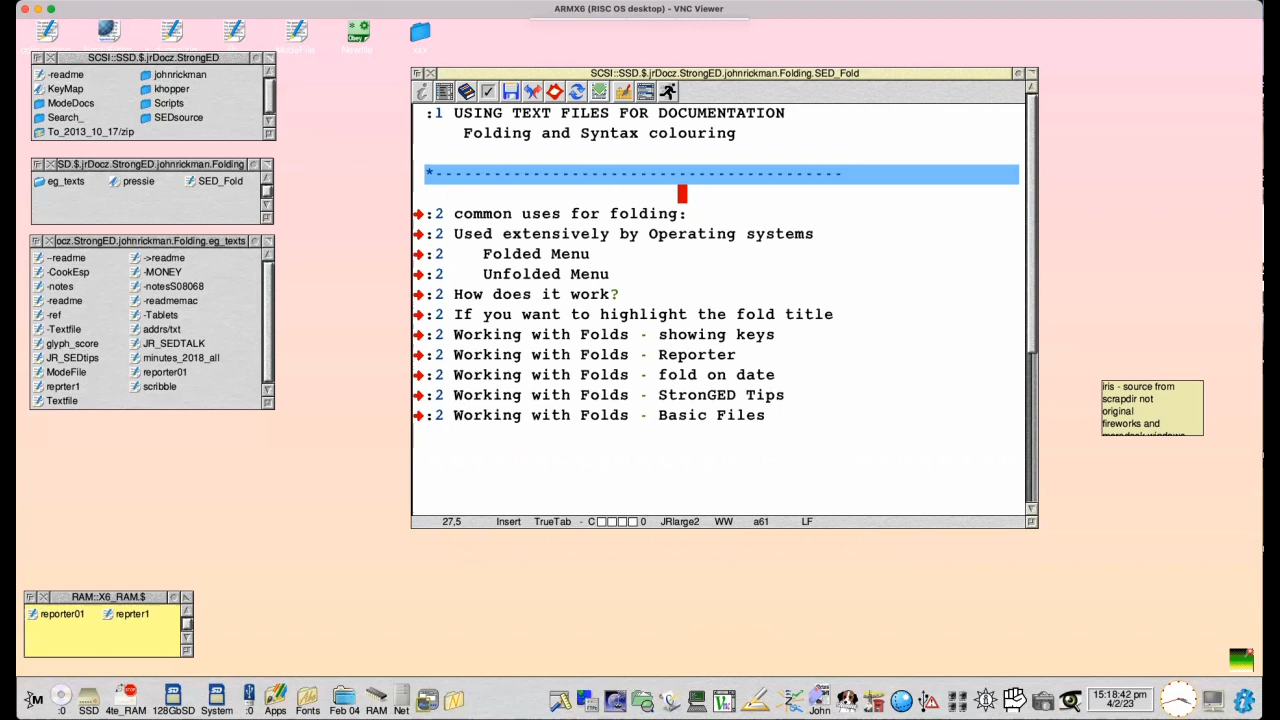 ARMX6 (RISC OS desktop) - VNC Viewer
ModeFile
Newfile
xxx
SCSI::SSD.$.jrDocz.StrongED
-readme
johnrickman
KeyMap
khopper
ModeDocs
Scripts
Search_
SEDsource
To_2013_10_17/zip
SD.$.jrDocz.StrongED.johnrickman.Folding
eg_texts
pressie
SED_Fold
ocz.StrongED.johnrickman.Folding.eg_texts
--readme
->readme
-CookEsp
-MONEY
-notes
-notesS08068
-readme
-readmemac
-ref
-Tablets
-Textfile
addrs/txt
glyph_score
JR_SEDTALK
JR_SEDtips
minutes_2018_all
ModeFile
reporter01
reprter1
scribble
Textfile
SCSI::SSD.$.jrDocz.StrongED.johnrickman.Folding.SED_Fold
:1 USING TEXT FILES FOR DOCUMENTATION
Folding and Syntax colouring
*------------------------------------------
:2 common uses for folding:
:2 Used extensively by Operating systems
:2 Folded Menu
:2 Unfolded Menu
:2 How does it work?
:2 If you want to highlight the fold title
:2 Working with Folds - showing keys
:2 Working with Folds - Reporter
:2 Working with Folds - fold on date
:2 Working with Folds - StronGED Tips
:2 Working with Folds - Basic Files
27,5 Insert TrueTab - C 0 JRlarge2 WW a61 LF
iris - source from
scrapdir not
original
fireworks and
RAM::X6_RAM.$
reporter01
reprter1
:0 SSD 4te_RAM 128GbSD System :0 Apps Fonts Feb 04 RAM Net
John
15:18:42 pm
4/2/23